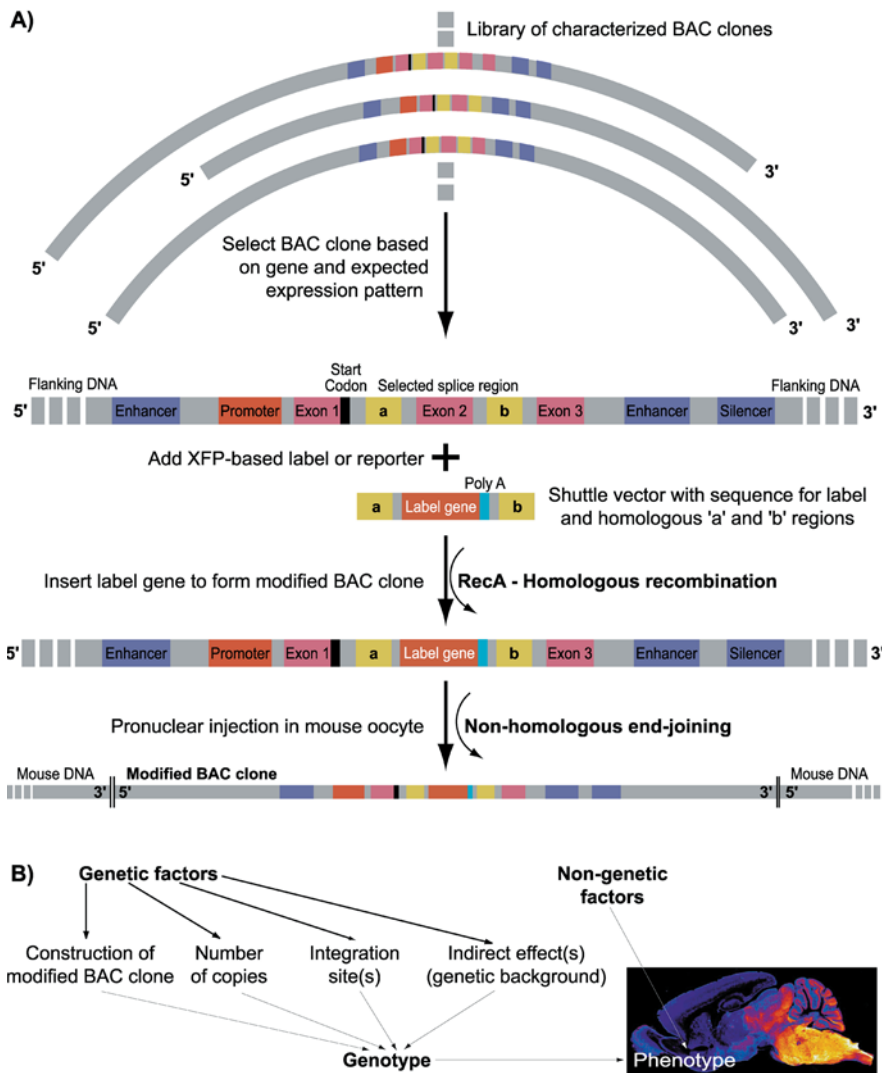 A)
Library of characterized BAC clones
5'
3'
5'
5'
3'
3'
Select BAC clone based
on gene and expected
expression pattern
Start
Codon
Flanking DNA
Selected splice region
Flanking DNA
5'
Enhancer
Promoter
Exon 1
a
Exon 2
b
Exon 3
Enhancer
Silencer
3'
Add XFP-based label or reporter +
Poly A
a
Label gene
b
Shuttle vector with sequence for label
and homologous 'a' and 'b' regions
Insert label gene to form modified BAC clone
RecA - Homologous recombination
5'
Enhancer
Promoter
Exon 1
a
Label gene
b
Exon 3
Enhancer
Silencer
3'
Pronuclear injection in mouse oocyte
Non-homologous end-joining
Mouse DNA
Modified BAC clone
Mouse DNA
3'
5'
3'
5'
B)
Genetic factors
Non-genetic
factors
Construction of
modified BAC clone
Number
of copies
Integration
site(s)
Indirect effect(s)
(genetic background)
Genotype
Phenotype